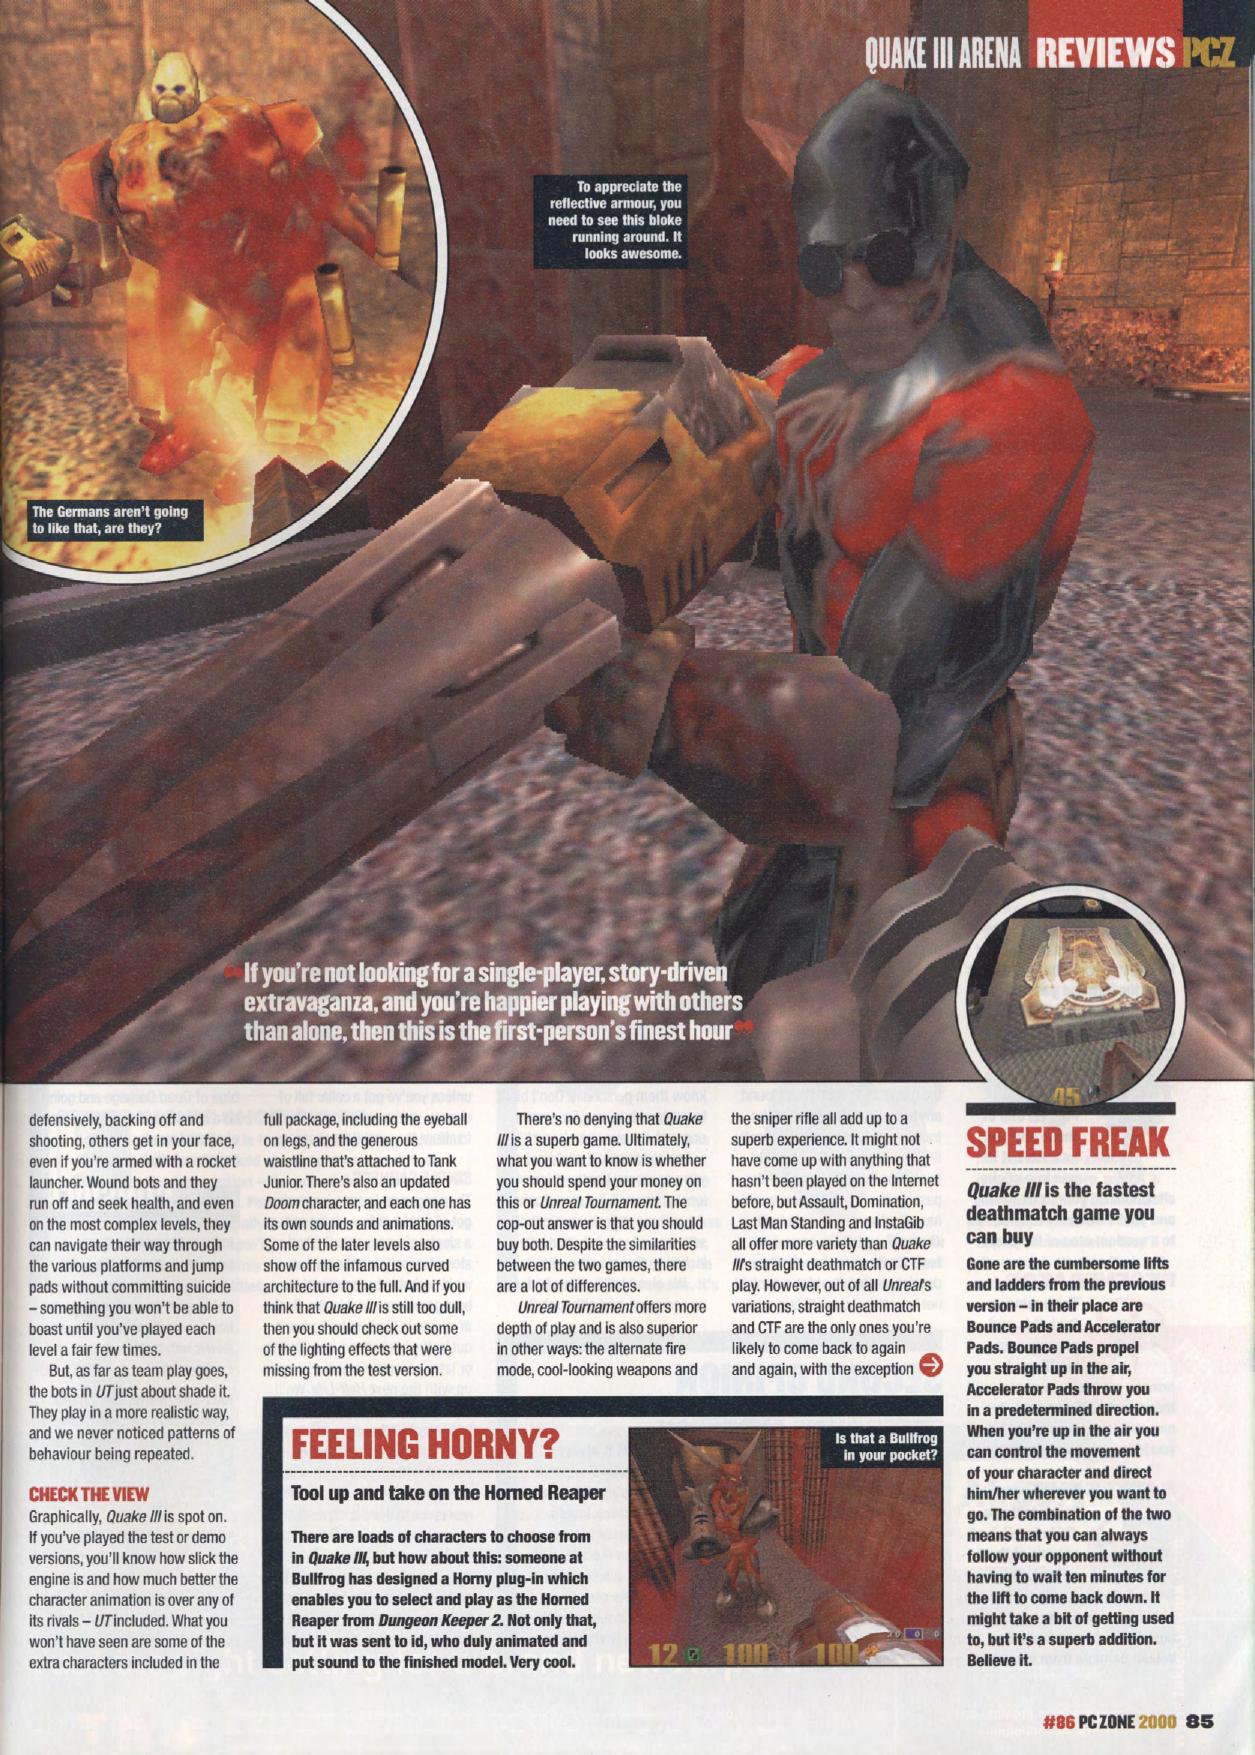 QUAKE III ARENA REVIEWS PCZ
To appreciate the
reflective armour, you
need to see this bloke
running around. It
looks awesome.
The Germans aren't going
to like that, are they?
“If you're not looking for a single-player, story-driven
extravaganza, and you're happier playing with others
than alone, then this is the first-person's finest hour”
defensively, backing off and
shooting, others get in your face,
even if you're armed with a rocket
launcher. Wound bots and they
run off and seek health, and even
on the most complex levels, they
can navigate their way through
the various platforms and jump
pads without committing suicide
– something you won't be able to
boast until you've played each
level a fair few times.
But, as far as team play goes,
the bots in UT just about shade it.
They play in a more realistic way,
and we never noticed patterns of
behaviour being repeated.
CHECK THE VIEW
Graphically, Quake III is spot on.
If you've played the test or demo
versions, you'll know how slick the
engine is and how much better the
character animation is over any of
its rivals – UT included. What you
won't have seen are some of the
extra characters included in the
full package, including the eyeball
on legs, and the generous
waistline that's attached to Tank
Junior. There's also an updated
Doom character, and each one has
its own sounds and animations.
Some of the later levels also
show off the infamous curved
architecture to the full. And if you
think that Quake III is still too dull,
then you should check out some
of the lighting effects that were
missing from the test version.
There's no denying that Quake
III is a superb game. Ultimately,
what you want to know is whether
you should spend your money on
this or Unreal Tournament. The
cop-out answer is that you should
buy both. Despite the similarities
between the two games, there
are a lot of differences.
Unreal Tournament offers more
depth of play and is also superior
in other ways: the alternate fire
mode, cool-looking weapons and
the sniper rifle all add up to a
superb experience. It might not
have come up with anything that
hasn't been played on the Internet
before, but Assault, Domination,
Last Man Standing and InstaGib
all offer more variety than Quake
III's straight deathmatch or CTF
play. However, out of all Unreal's
variations, straight deathmatch
and CTF are the only ones you're
likely to come back to again
and again, with the exception
FEELING HORNY?
Tool up and take on the Horned Reaper
There are loads of characters to choose from
in Quake III, but how about this: someone at
Bullfrog has designed a Horny plug-in which
enables you to select and play as the Horned
Reaper from Dungeon Keeper 2. Not only that,
but it was sent to id, who duly animated and
put sound to the finished model. Very cool.
Is that a Bullfrog
in your pocket?
12 100 100
45
SPEED FREAK
Quake III is the fastest
deathmatch game you
can buy
Gone are the cumbersome lifts
and ladders from the previous
version – in their place are
Bounce Pads and Accelerator
Pads. Bounce Pads propel
you straight up in the air,
Accelerator Pads throw you
in a predetermined direction.
When you're up in the air you
can control the movement
of your character and direct
him/her wherever you want to
go. The combination of the two
means that you can always
follow your opponent without
having to wait ten minutes for
the lift to come back down. It
might take a bit of getting used
to, but it's a superb addition.
Believe it.
#86 PC ZONE 2000 85